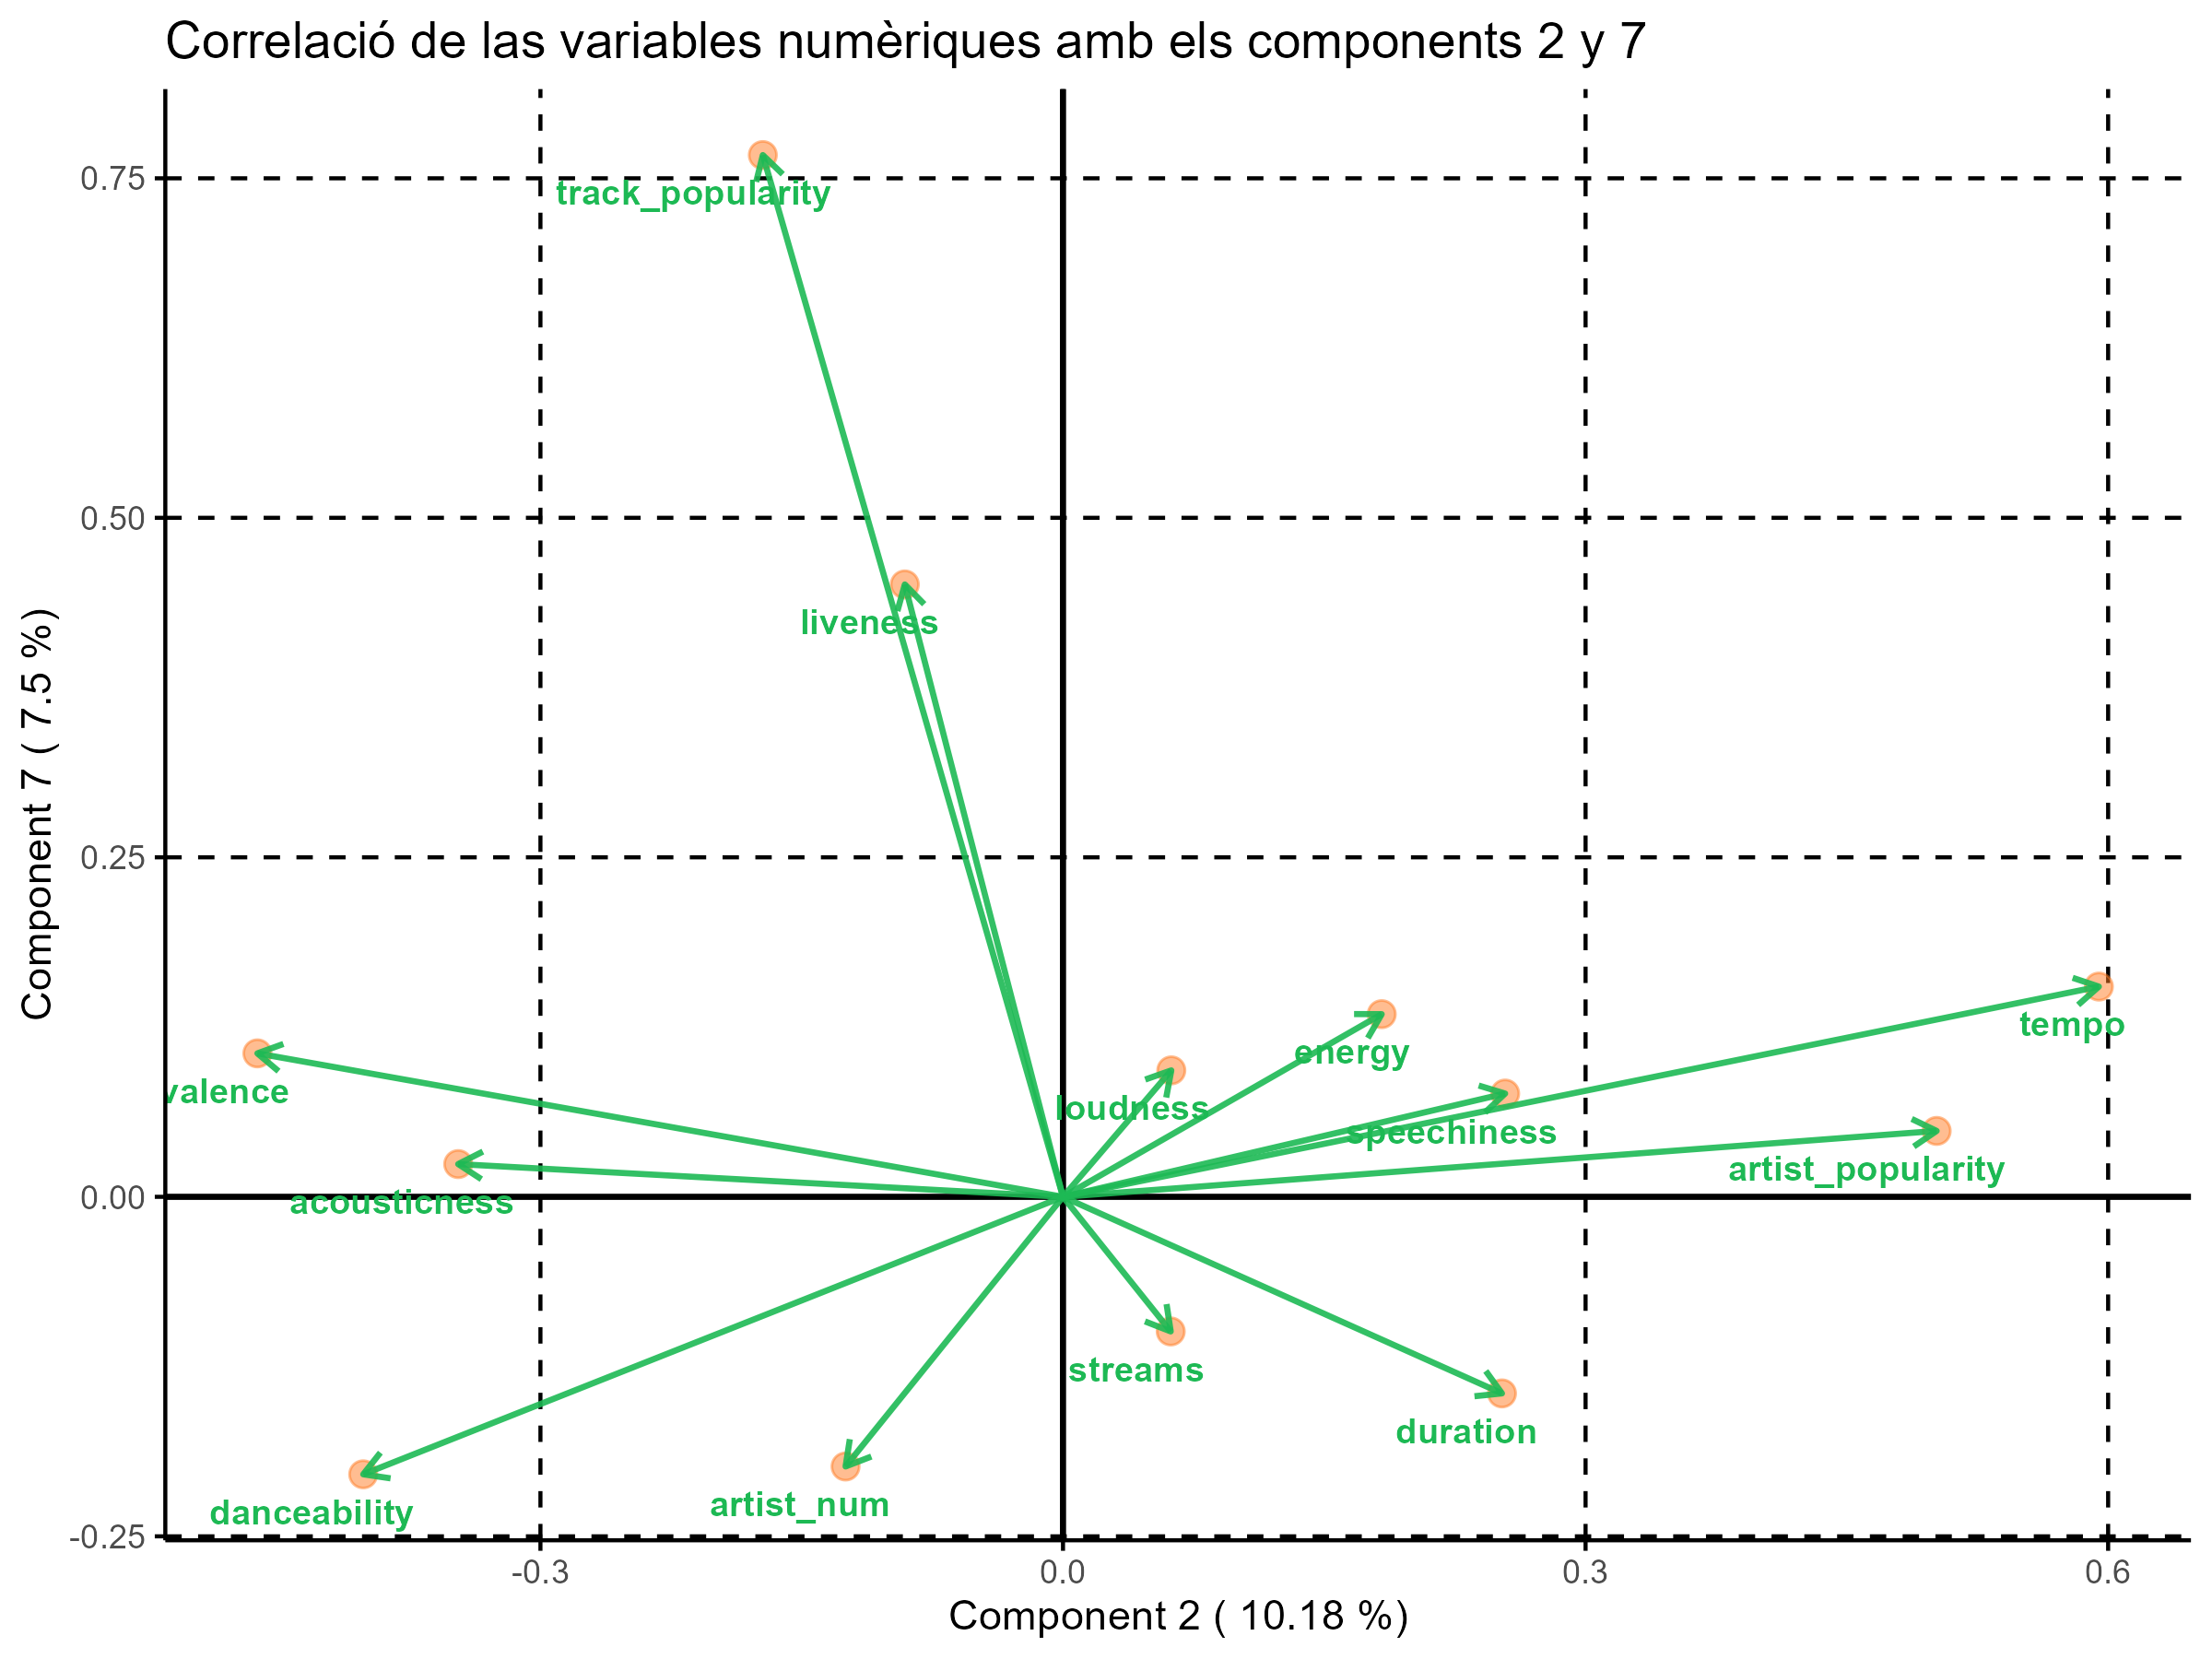 Correlació de las variables numèriques amb els components 2 y 7
Component 7 ( 7.5 %)
0.75
0.50
0.25
0.00
-0.25
track_popularity
liveness
tempo
energy
valence
loudness
speechiness
artist_popularity
acousticness
streams
duration
artist_num
danceability
-0.3
0.0
0.3
0.6
Component 2 ( 10.18 %)